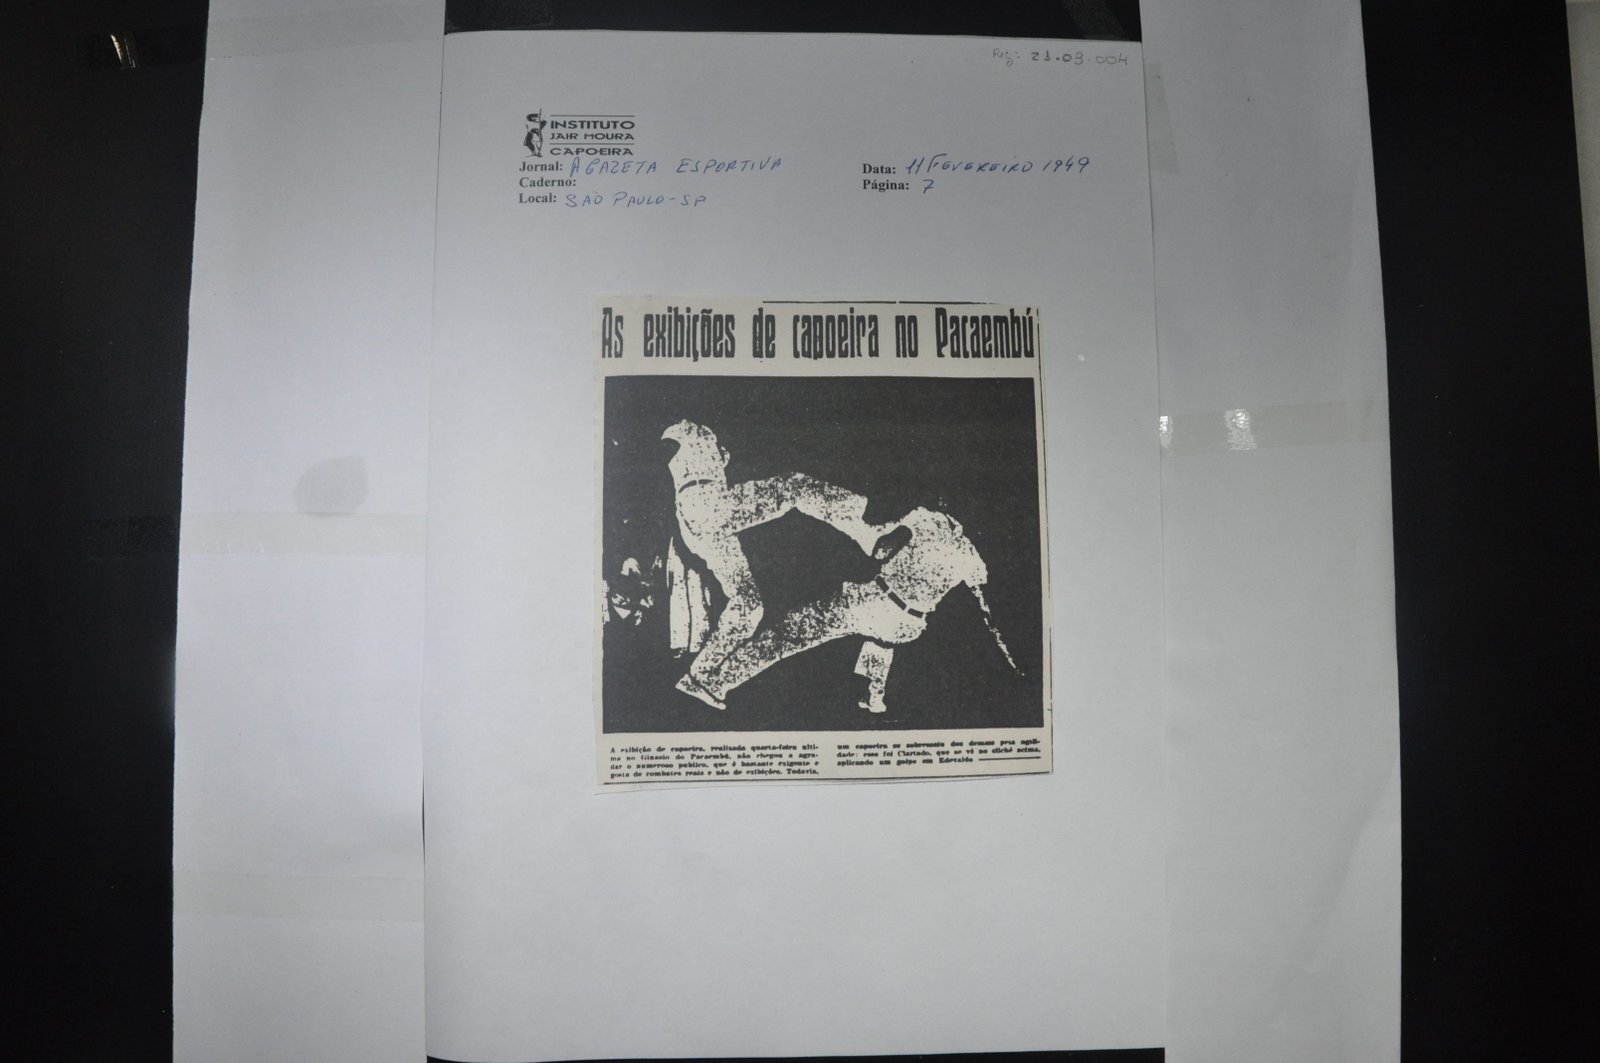 Reg: 21.03.004
INSTITUTO
JAIR MOURA
CAPOEIRA
Jornal: A GAZETA ESPORTIVA
Data: 11 FEVEREIRO 1949
Caderno:
Página: 7
Local: SÃO PAULO-SP
As exibições de capoeira no Pacaembú
A exibição de capoeira, realizada quarta-feira ulti-
ma no ginasio do Pacaembú, não chegou a agra-
dar o numeroso publico, que é bastante exigente e
gosta de combates reais e não de exibições. Todavia,
um capoeira se sobressaiu dos demais pela agili-
dade: esse foi Clartado, que se vê no cliché acima,
aplicando um golpe em Edevaldo